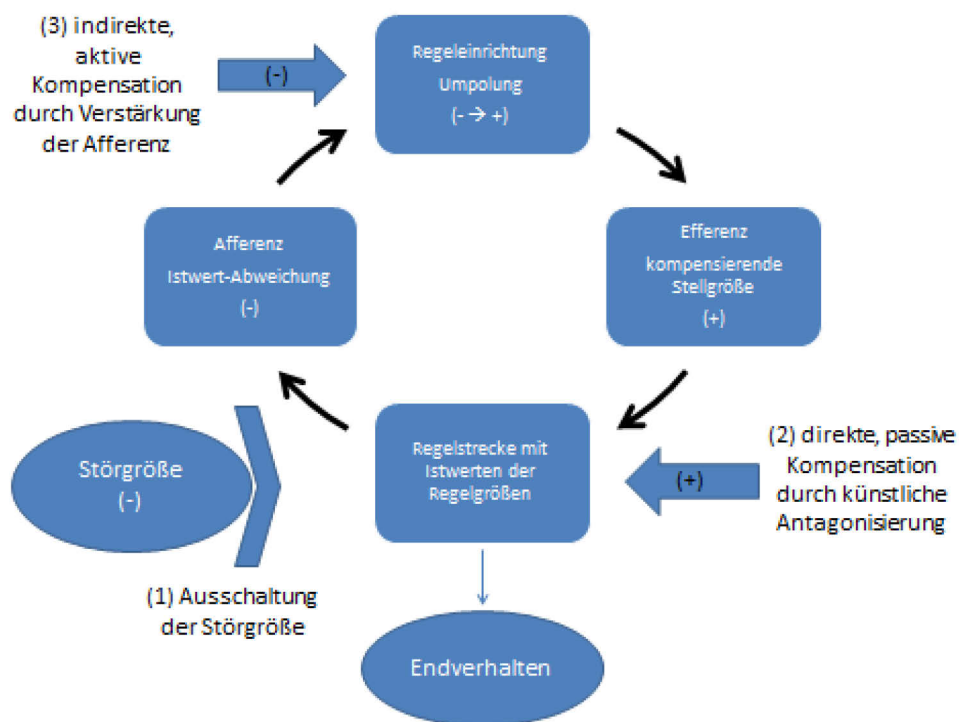 (3) indirekte,
aktive
Kompensation
durch Verstärkung
der Afferenz
(-)
Regeleinrichtung
Umpolung
(- → +)
Afferenz
Istwert-Abweichung
(-)
Efferenz
kompensierende
Stellgröße
(+)
Störgröße
(-)
Regelstrecke mit
Istwerten der
Regelgrößen
(+)
(2) direkte, passive
Kompensation
durch künstliche
Antagonisierung
(1) Ausschaltung
der Störgröße
Endverhalten